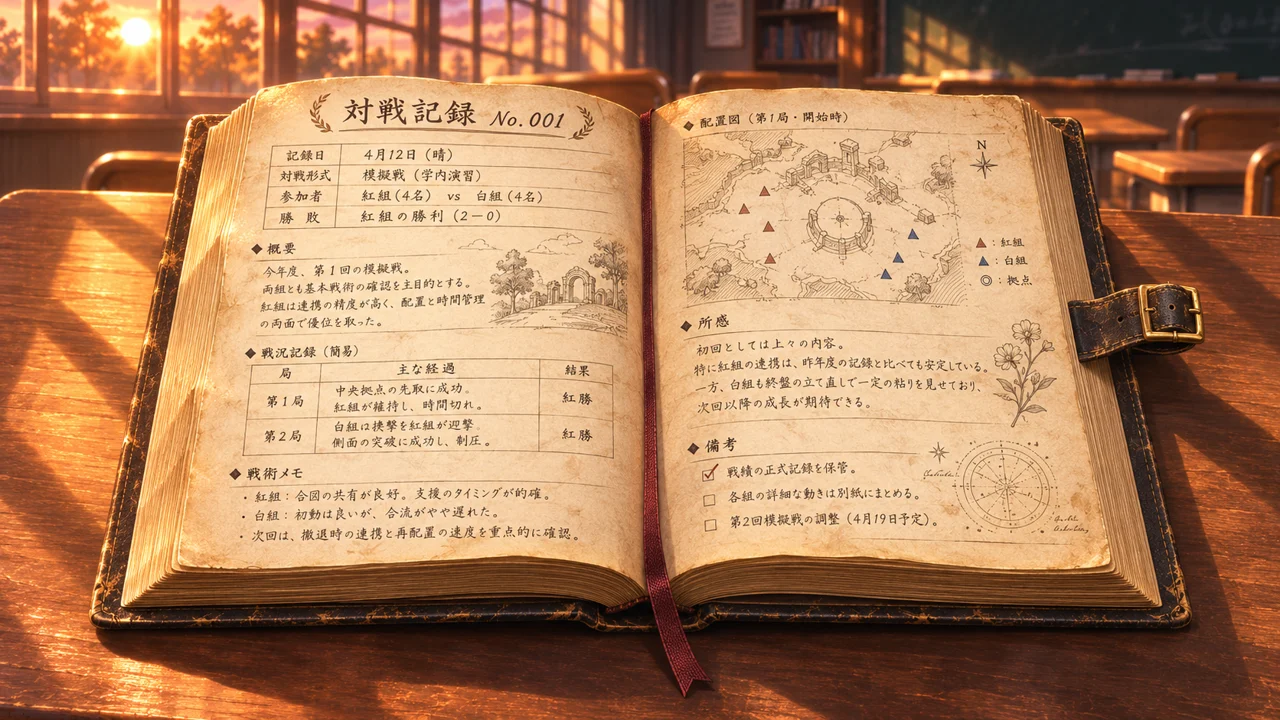 対戦記録 No.001
記録日 4月12日（晴）
対戦形式 模擬戦（学内演習）
参加者 紅組（4名） vs 白組（4名）
勝敗 紅組の勝利（2－0）
◆ 概要
今年度、第1回の模擬戦。
両組とも基本戦術の確認を主目的とする。
紅組は連携の精度が高く、配置と時間管理
の両面で優位を取った。
◆ 戦況記録（簡易）
局 主な経過 結果
第1局 中央拠点の先取に成功。
紅組が維持し、時間切れ。 紅勝
第2局 白組は挟撃を紅組が迎撃
側面の突破に成功し、制圧。 紅勝
◆ 戦術メモ
・紅組：合図の共有が良好。支援のタイミングが的確。
・白組：初動は良いが、合流がやや遅れた。
・次回は、撤退時の連携と再配置の速度を重点的に確認。
◆ 配置図（第1局・開始時）
N
▲：紅組
▲：白組
◎：拠点
◆ 所感
初回としては上々の内容。
特に紅組の連携は、昨年度の記録と比べても安定している。
一方、白組も終盤の立て直しで一定の粘りを見せており、
次回以降の成長が期待できる。
◆ 備考
☑ 戦績の正式記録を保管。
□ 各組の詳細な動きは別紙にまとめる。
□ 第2回模擬戦の調整（4月19日予定）。